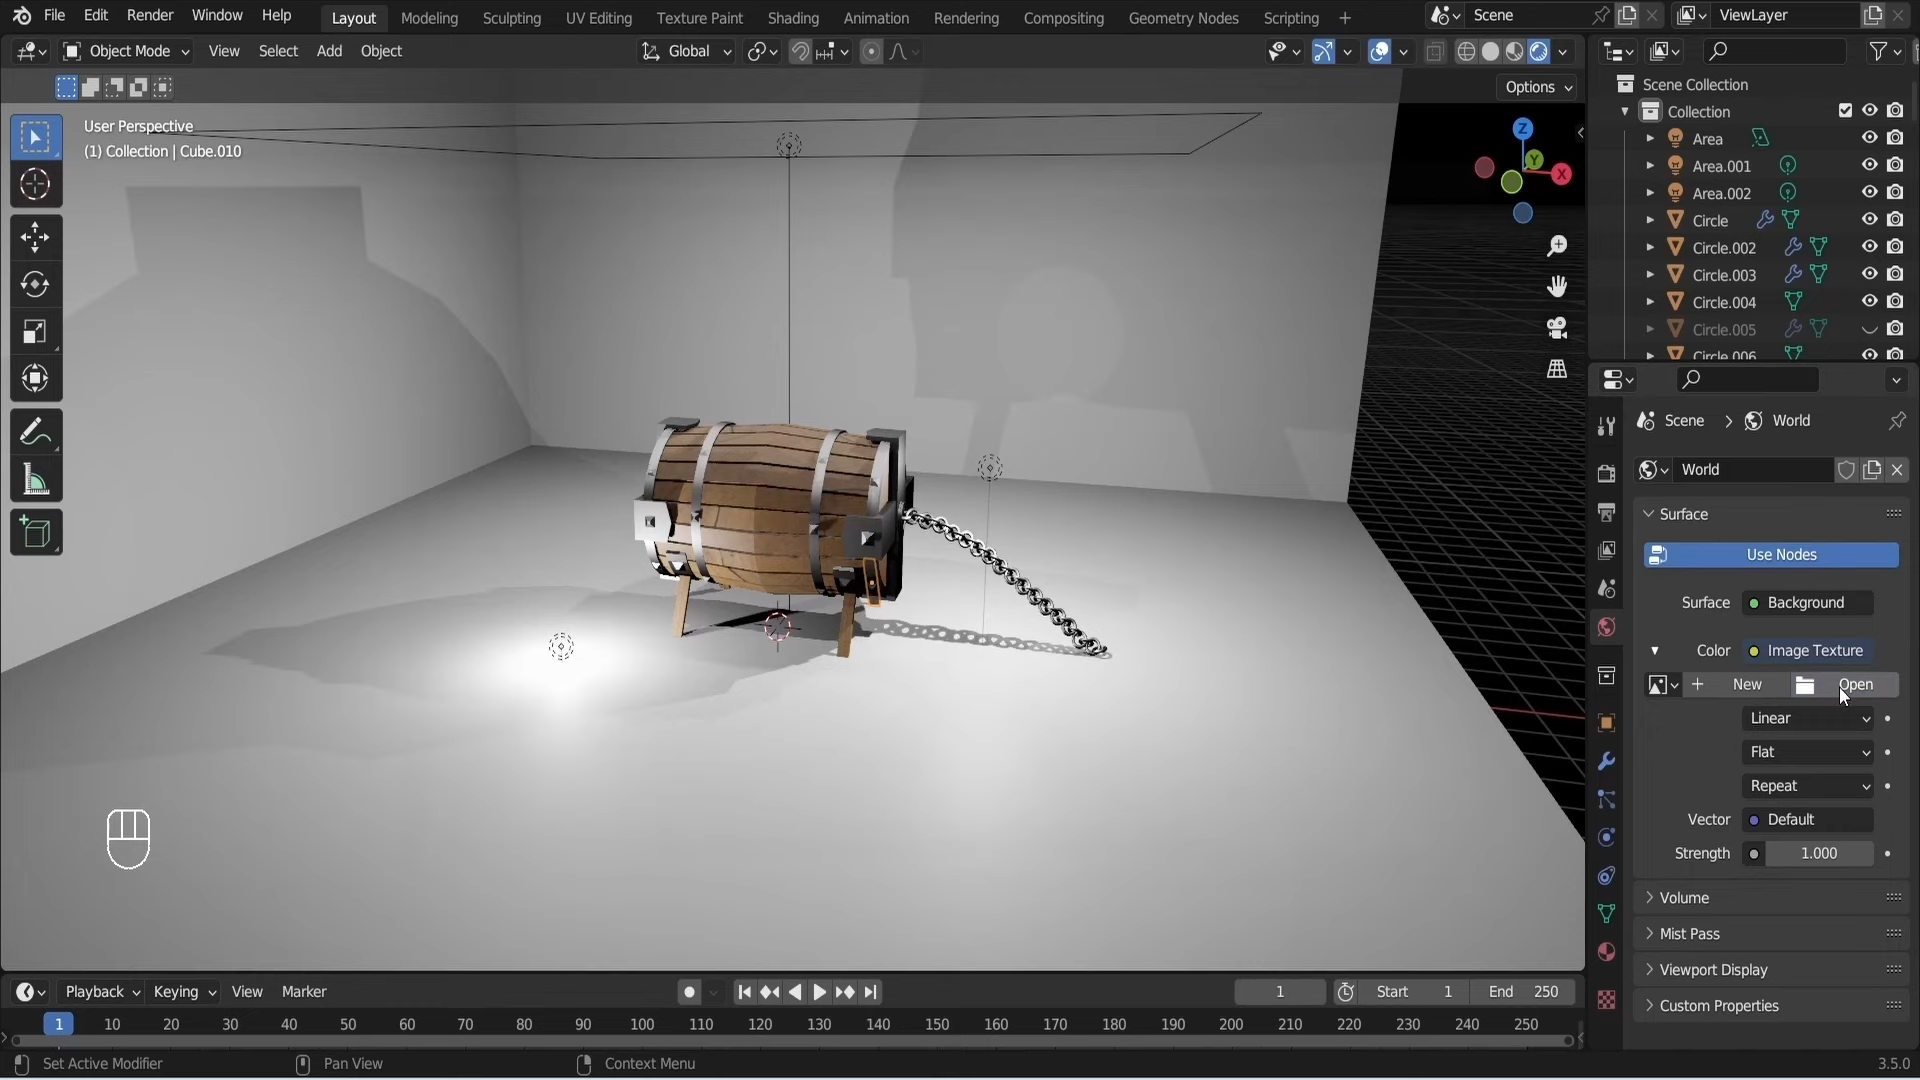 File Edit Render Window Help Layout Modeling Sculpting UV Editing Texture Paint Shading Animation Rendering Compositing Geometry Nodes Scripting + Scene ViewLayer
Object Mode View Select Add Object Global
Options
User Perspective
(1) Collection | Cube.010
Z
Y
X
Scene Collection
Collection
Area
Area.001
Area.002
Circle
Circle.002
Circle.003
Circle.004
Circle.005
Circle.006
Scene > World
World
Surface
Use Nodes
Surface Background
Color Image Texture
+ New Open
Linear
Flat
Repeat
Vector Default
Strength 1.000
Volume
Mist Pass
Viewport Display
Custom Properties
Playback Keying View Marker 1 Start 1 End 250
1 10 20 30 40 50 60 70 80 90 100 110 120 130 140 150 160 170 180 190 200 210 220 230 240 250
Set Active Modifier Pan View Context Menu 3.5.0